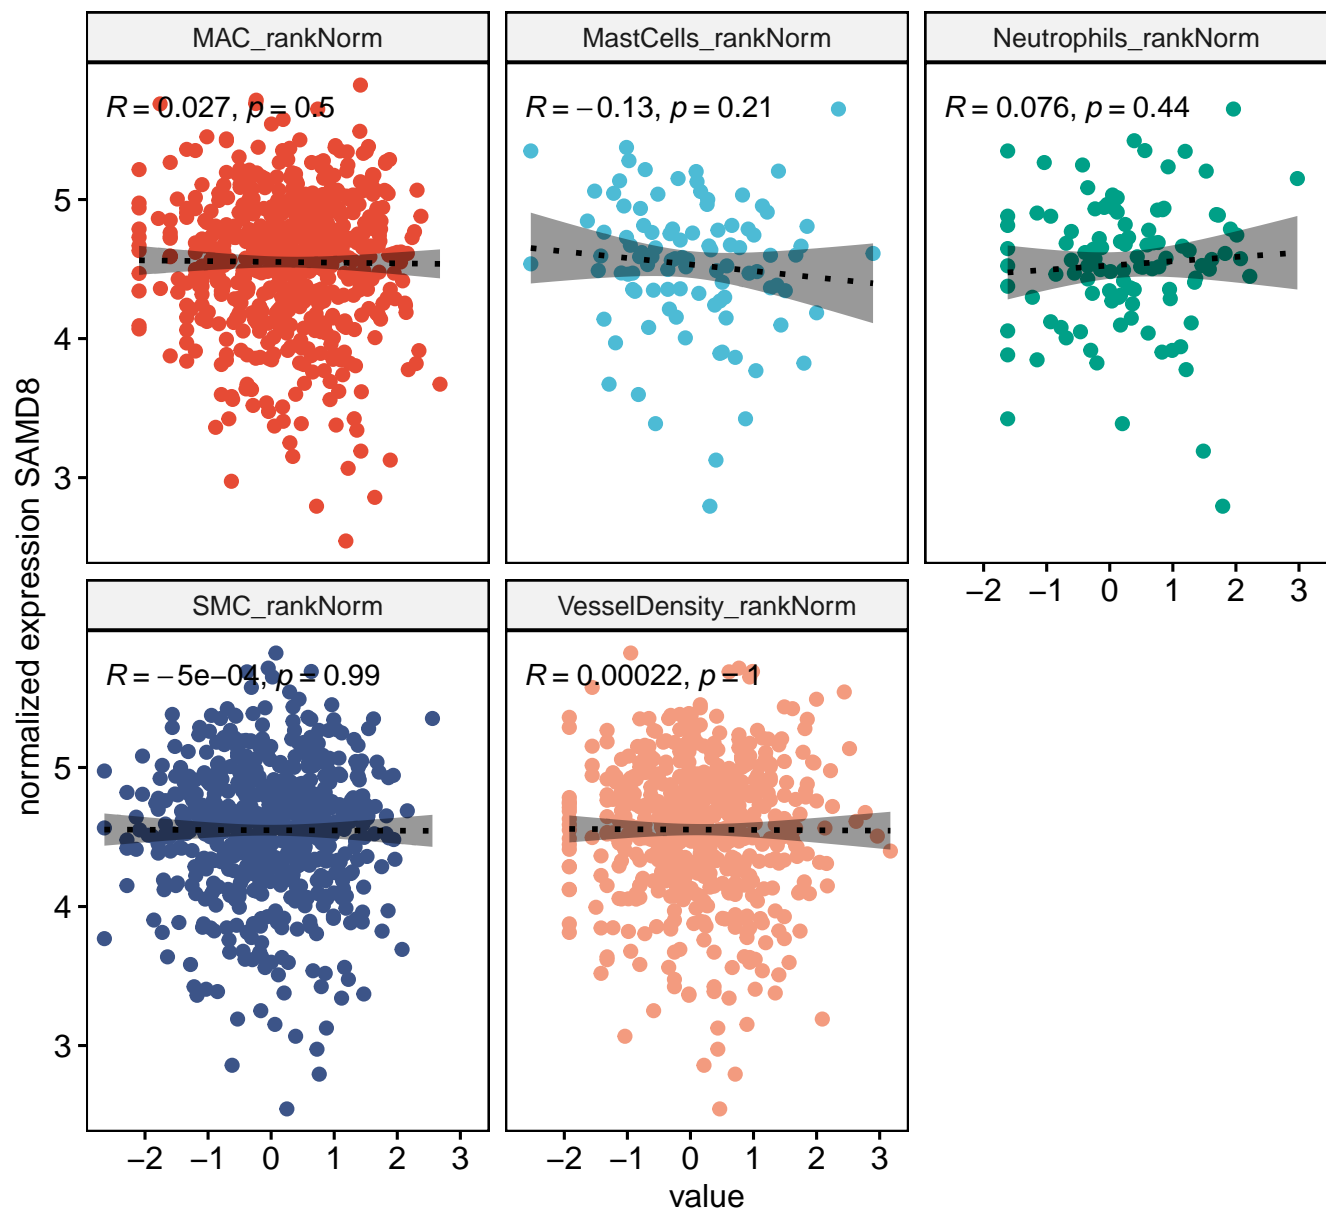 MAC_rankNorm
MastCells_rankNorm
Neutrophils_rankNorm
R = 0.027, p = 0.5
R = −0.13, p = 0.21
R = 0.076, p = 0.44
5
4
3
−2 −1 0 1 2 3
SMC_rankNorm
VesselDensity_rankNorm
R = −5e−04, p = 0.99
R = 0.00022, p = 1
5
4
3
−2 −1 0 1 2 3
−2 −1 0 1 2 3
value
normalized expression SAMD8